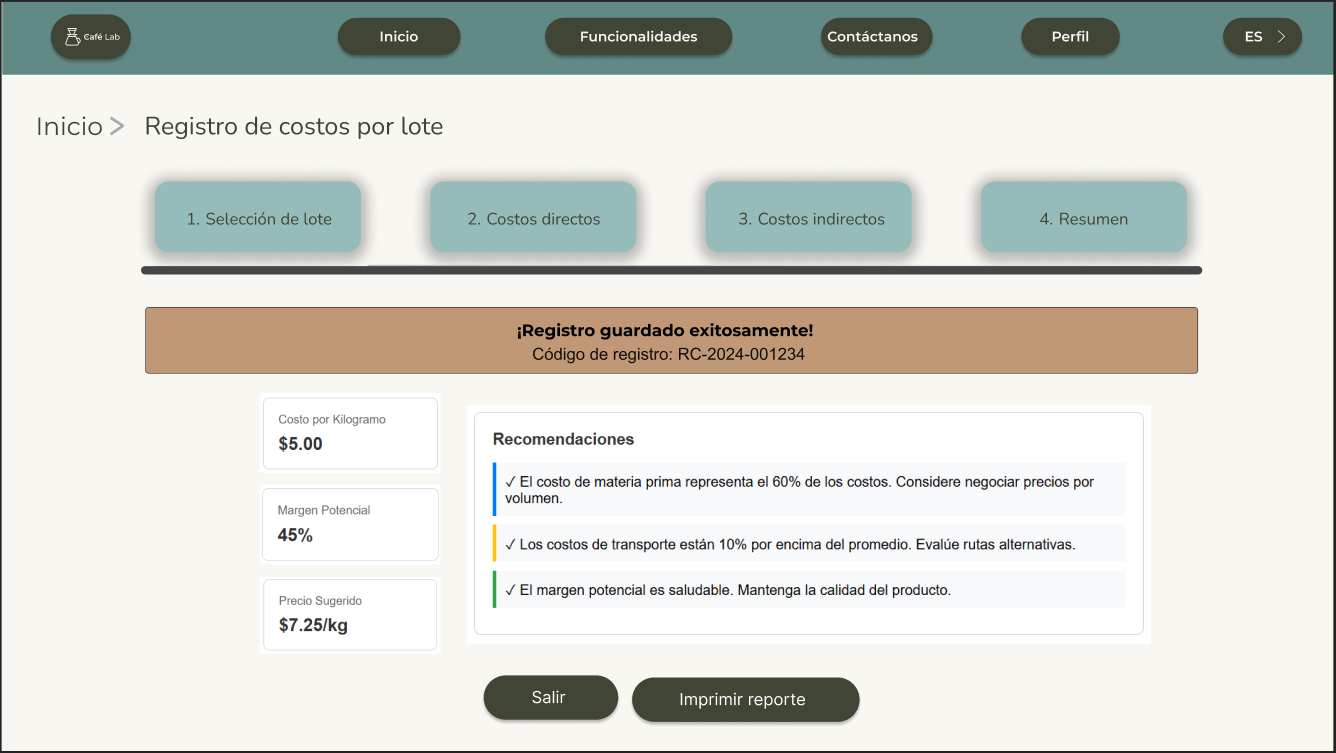 Café Lab
Inicio
Funcionalidades
Contáctanos
Perfil
ES >
Inicio > Registro de costos por lote
1. Selección de lote
2. Costos directos
3. Costos indirectos
4. Resumen
¡Registro guardado exitosamente!
Código de registro: RC-2024-001234
Costo por Kilogramo
$5.00
Margen Potencial
45%
Precio Sugerido
$7.25/kg
Recomendaciones
✓ El costo de materia prima representa el 60% de los costos. Considere negociar precios por
volumen.
✓ Los costos de transporte están 10% por encima del promedio. Evalúe rutas alternativas.
✓ El margen potencial es saludable. Mantenga la calidad del producto.
Salir
Imprimir reporte